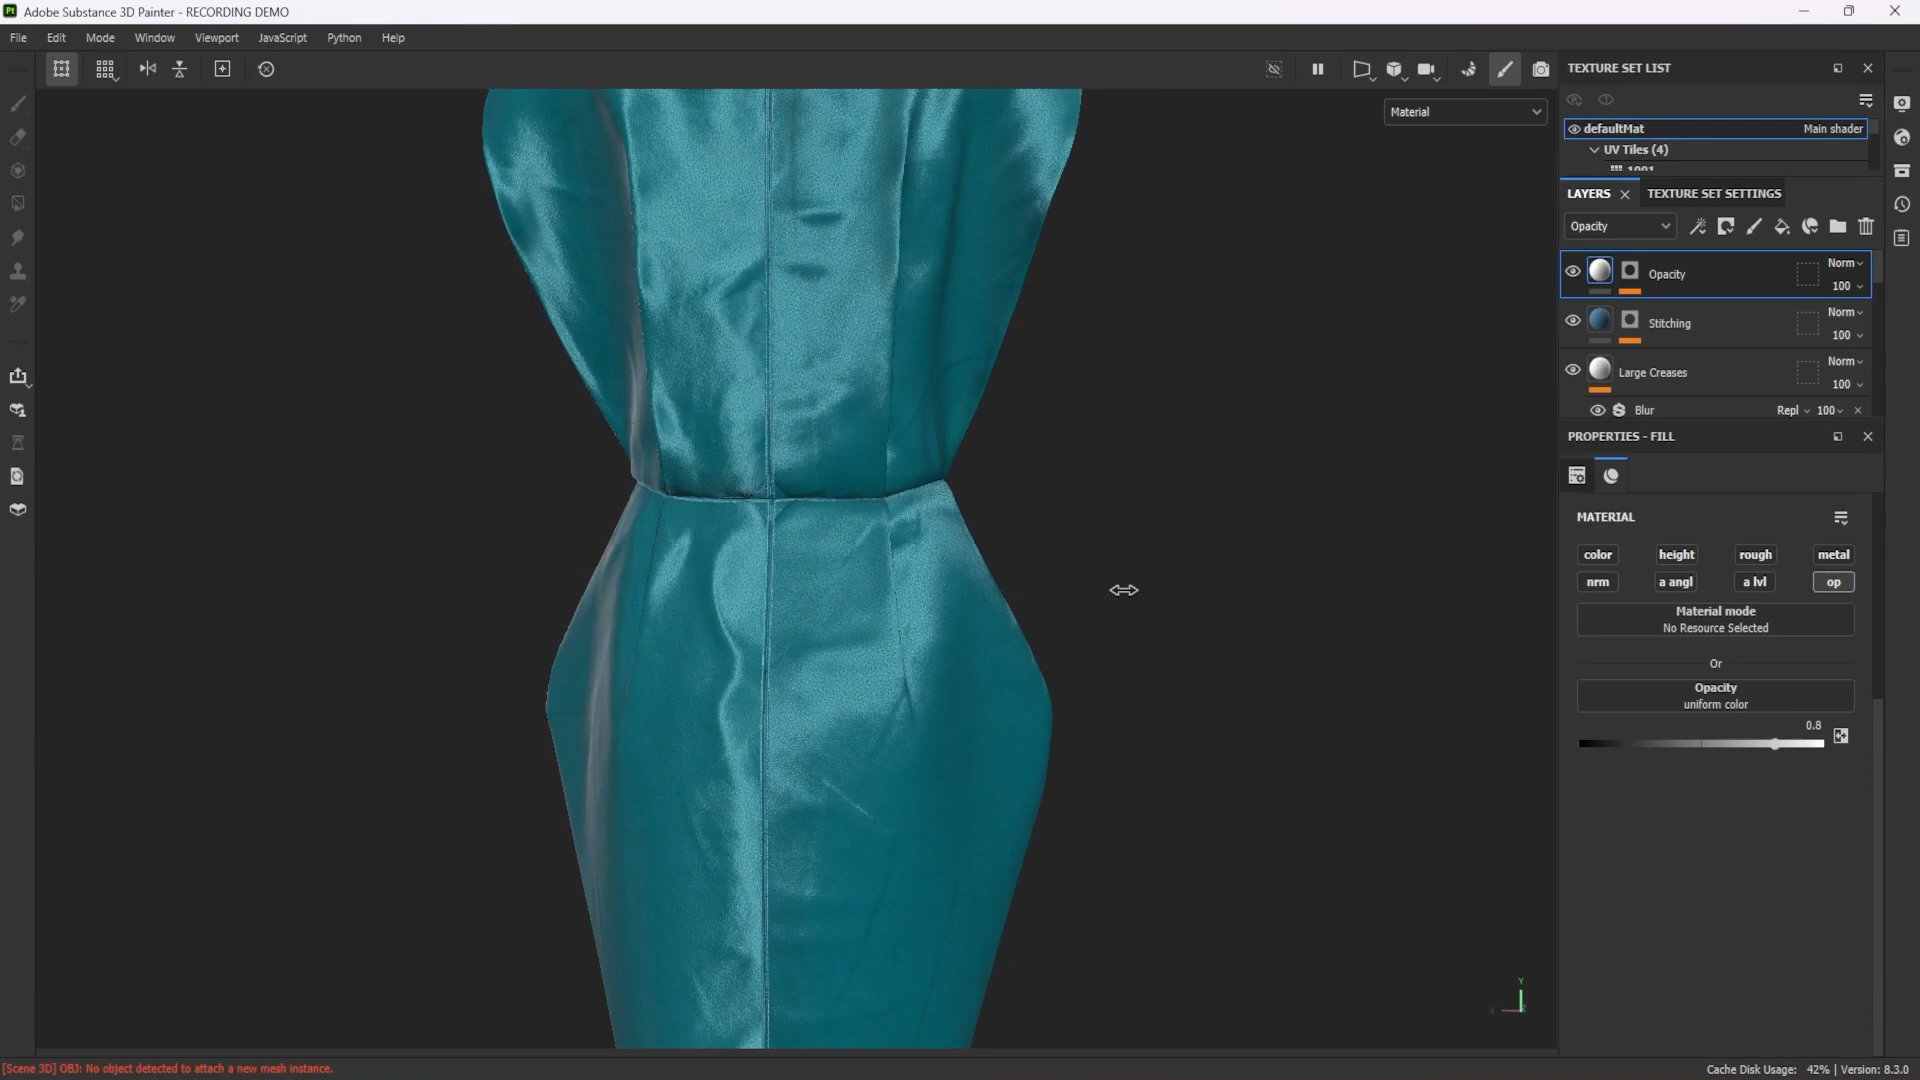 Pt Adobe Substance 3D Painter - RECORDING DEMO
File Edit Mode Window Viewport JavaScript Python Help
TEXTURE SET LIST
Material
defaultMat Main shader
UV Tiles (4)
1001
LAYERS TEXTURE SET SETTINGS
Opacity
Norm
Opacity
100
Norm
Stitching
100
Norm
Large Creases
100
Blur Repl 100
PROPERTIES - FILL
MATERIAL
color height rough metal
nrm a angl a lvl op
Material mode
No Resource Selected
Or
Opacity
uniform color
0.8
Y
X
[Scene 3D] OBJ: No object detected to attach a new mesh instance.
Cache Disk Usage: 42% | Version: 8.3.0